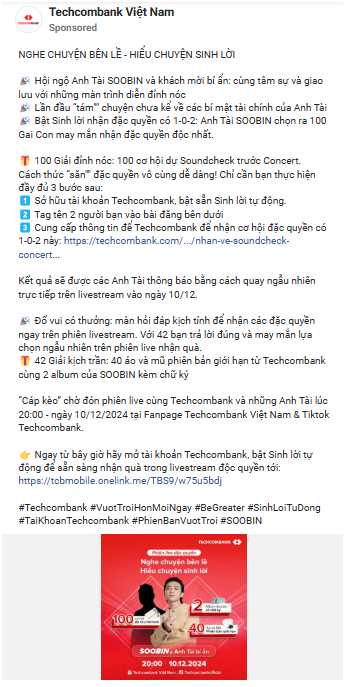 Techcombank Việt Nam
Sponsored
NGHE CHUYỆN BÊN LỀ - HIỂU CHUYỆN SINH LỜI
🎉 Hội ngộ Anh Tài SOOBIN và khách mời bí ẩn: cùng tâm sự và giao
lưu với những màn trình diễn đỉnh nóc
🎉 Lần đầu "tám"" chuyện chưa kể về các bí mật tài chính của Anh Tài
🎉 Bật Sinh lời nhận đặc quyền có 1-0-2: Anh Tài SOOBIN chọn ra 100
Gai Con may mắn nhận đặc quyền độc nhất.
🎁 100 Giải đỉnh nóc: 100 cơ hội dự Soundcheck trước Concert.
Cách thức "săn"" đặc quyền vô cùng dễ dàng! Chỉ cần bạn thực hiện
đầy đủ 3 bước sau:
1️⃣ Sở hữu tài khoản Techcombank, bật sẵn Sinh lời tự động.
2️⃣ Tag tên 2 người bạn vào bài đăng bên dưới
3️⃣ Cung cấp thông tin để Techcombank để nhận cơ hội đặc quyền có
1-0-2 này: https://techcombank.com/.../nhan-ve-soundcheck-
concert...
Kết quả sẽ được các Anh Tài thông báo bằng cách quay ngẫu nhiên
trực tiếp trên livestream vào ngày 10/12.
🎉 Đố vui có thưởng: màn hỏi đáp kịch tính để nhận các đặc quyền
ngay trên phiên livestream. Với 42 bạn trả lời đúng và may mắn lựa
chọn ngẫu nhiên trên phiên live nhận quà.
🎁 42 Giải kịch trần: 40 áo và mũ phiên bản giới hạn từ Techcombank
cùng 2 album của SOOBIN kèm chữ ký
"Cáp kèo" chờ đón phiên live cùng Techcombank và những Anh Tài lúc
20:00 - ngày 10/12/2024 tại Fanpage Techcombank Việt Nam & Tiktok
Techcombank.
👉 Ngay từ bây giờ hãy mở tài khoản Techcombank, bật Sinh lời tự
động để sẵn sàng nhận quà trong livestream độc quyền tới:
https://tcbmobile.onelink.me/TBS9/w75u5bdj
#Techcombank #VuotTroiHonMoiNgay #BeGreater #SinhLoiTuDong
#TaiKhoanTechcombank #PhienBanVuotTroi #SOOBIN
TECHCOMBANK
Phiên live độc quyền
Nghe chuyện bên lề
Hiểu chuyện sinh lời
2
Album Soobin
có chữ ký
100
40
SOOBIN & Anh Tài bí ẩn
20:00 10.12.2024
Techcombank Việt Nam